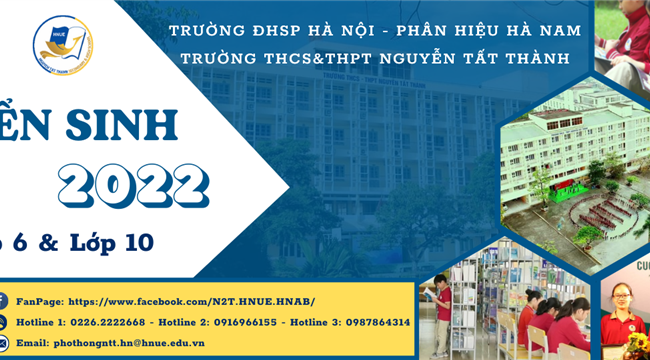 HNUE
TRƯỜNG ĐHSP HÀ NỘI - PHÂN HIỆU HÀ NAM
TRƯỜNG THCS&THPT NGUYỄN TẤT THÀNH
ỂN SINH
2022
6 & Lớp 10
FanPage: https://www.facebook.com/N2T.HNUE.HNAB/
Hotline 1: 0226.2222668 - Hotline 2: 0916966155 - Hotline 3: 0987864314
Email: phothongntt.hn@hnue.edu.vn